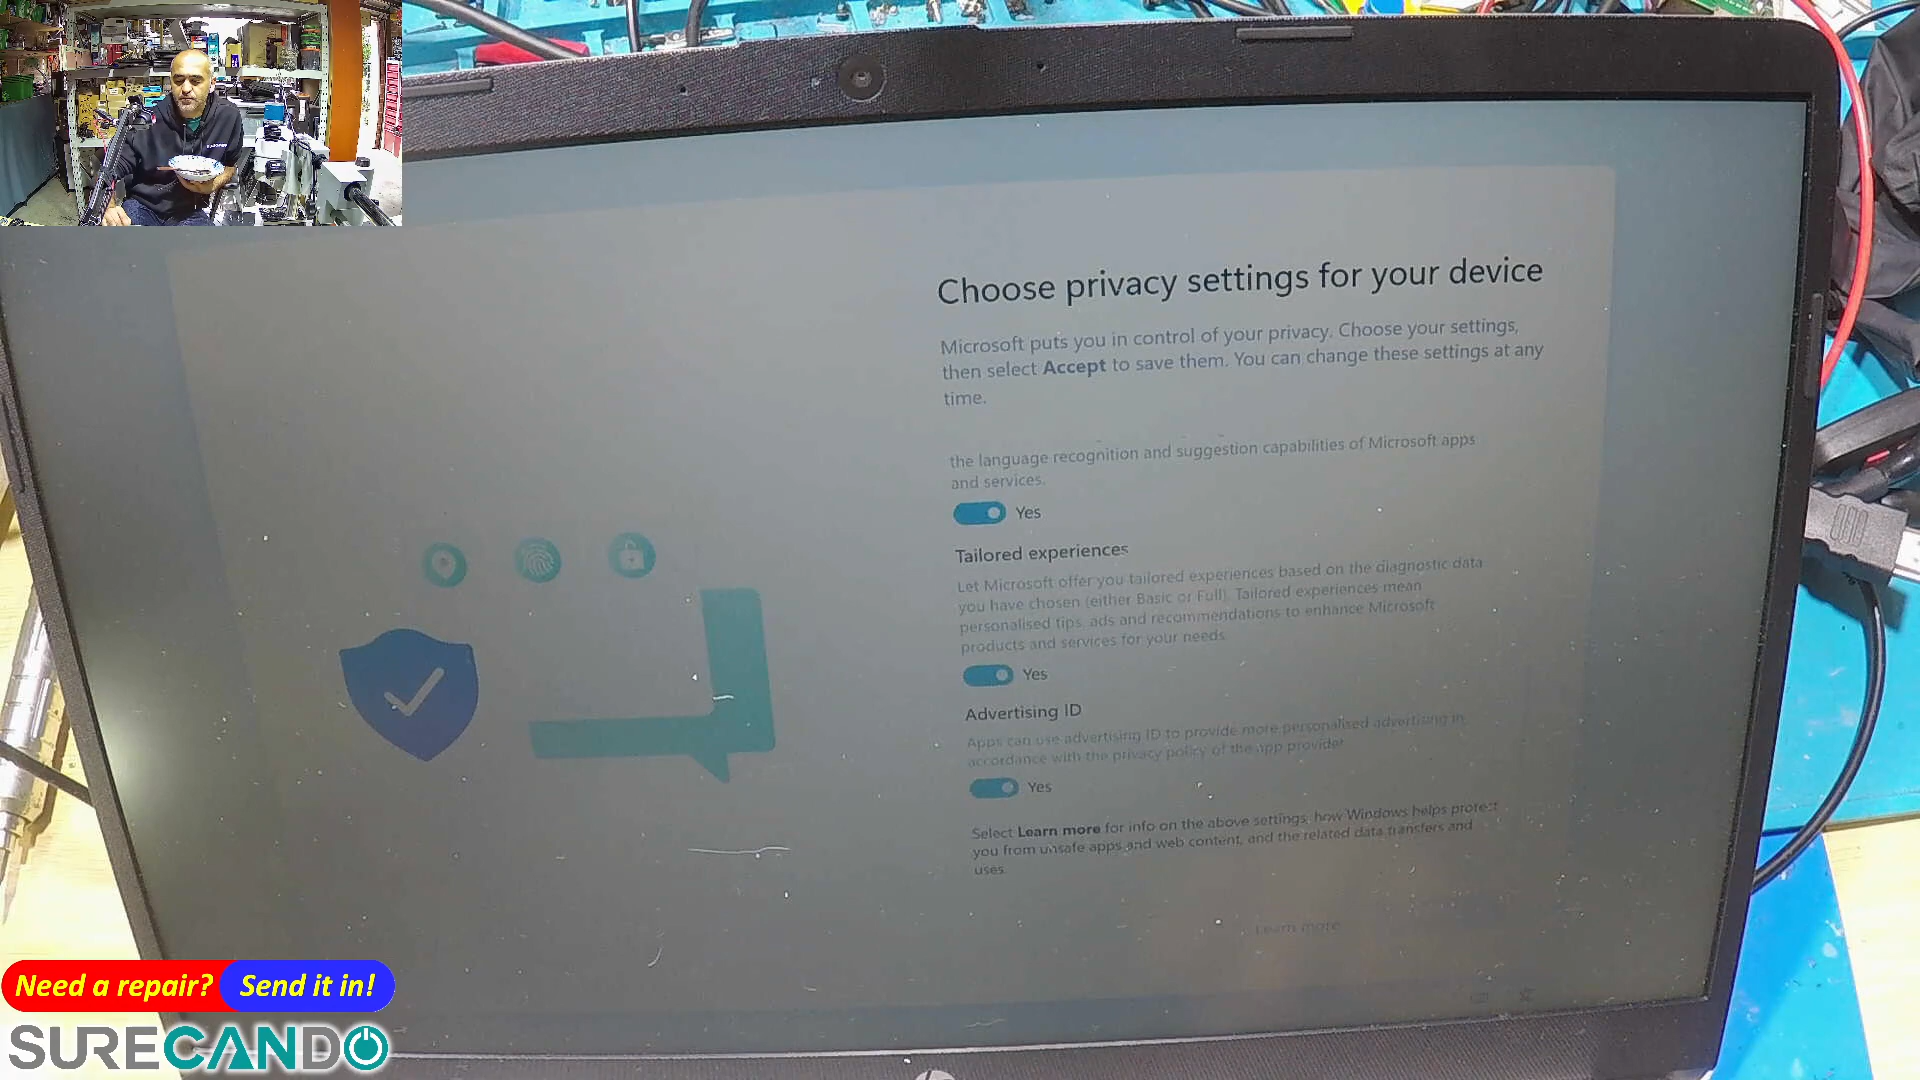 Choose privacy settings for your device
Microsoft puts you in control of your privacy. Choose your settings,
then select Accept to save them. You can change these settings at any
time.
the language recognition and suggestion capabilities of Microsoft apps
and services.
Yes
Tailored experiences
Let Microsoft offer you tailored experiences based on the diagnostic data
you have chosen (either Basic or Full). Tailored experiences mean
personalised tips, ads and recommendations to enhance Microsoft
products and services for your needs.
Yes
Advertising ID
Apps can use advertising ID to provide more personalised advertising in
accordance with the privacy policy of the app provider.
Yes
Select Learn more for info on the above settings, how Windows helps protect
you from unsafe apps and web content, and the related data transfers and
uses.
Learn more
Need a repair? Send it in!
SURECANDO